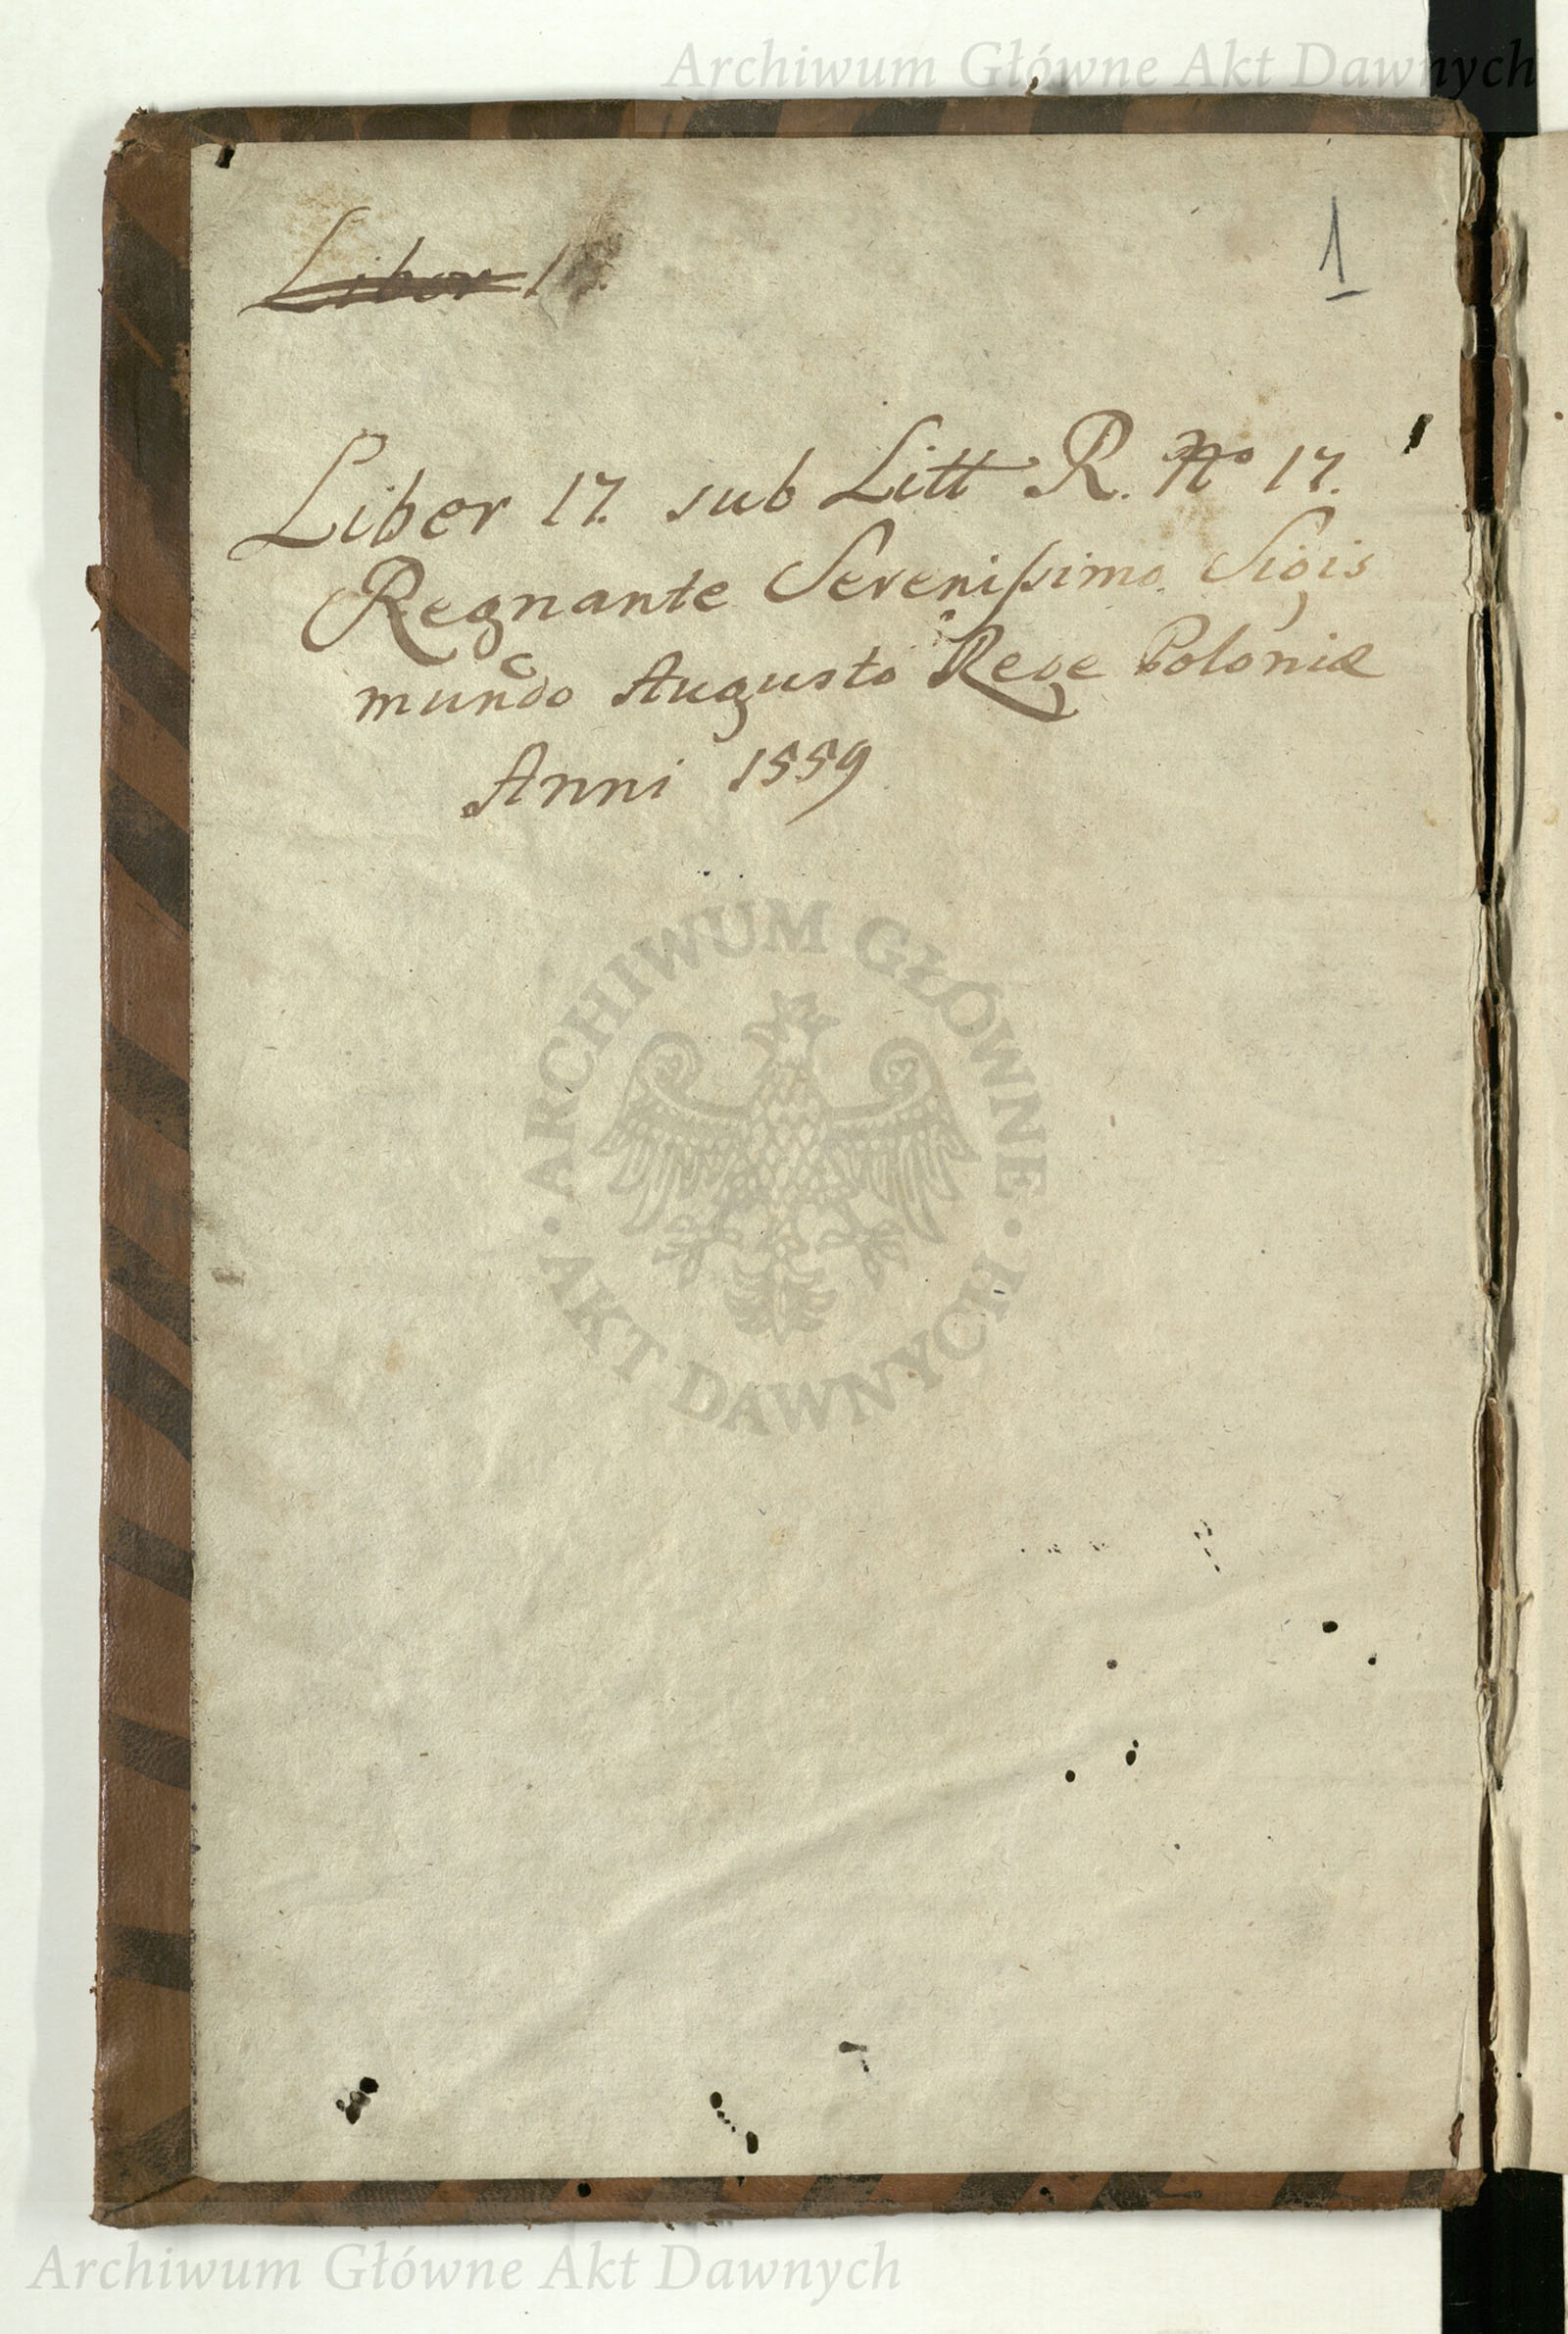 Archiwum Główne Akt Dawnych
1
Liber 1
Liber 17. sub Litt R. No 17.
Regnante Serenissimo Sigis
mundo Augusto Rege Poloniæ
Anni 1559
ARCHIWUM GŁÓWNE
· AKT DAWNYCH ·
Archiwum Główne Akt Dawnych